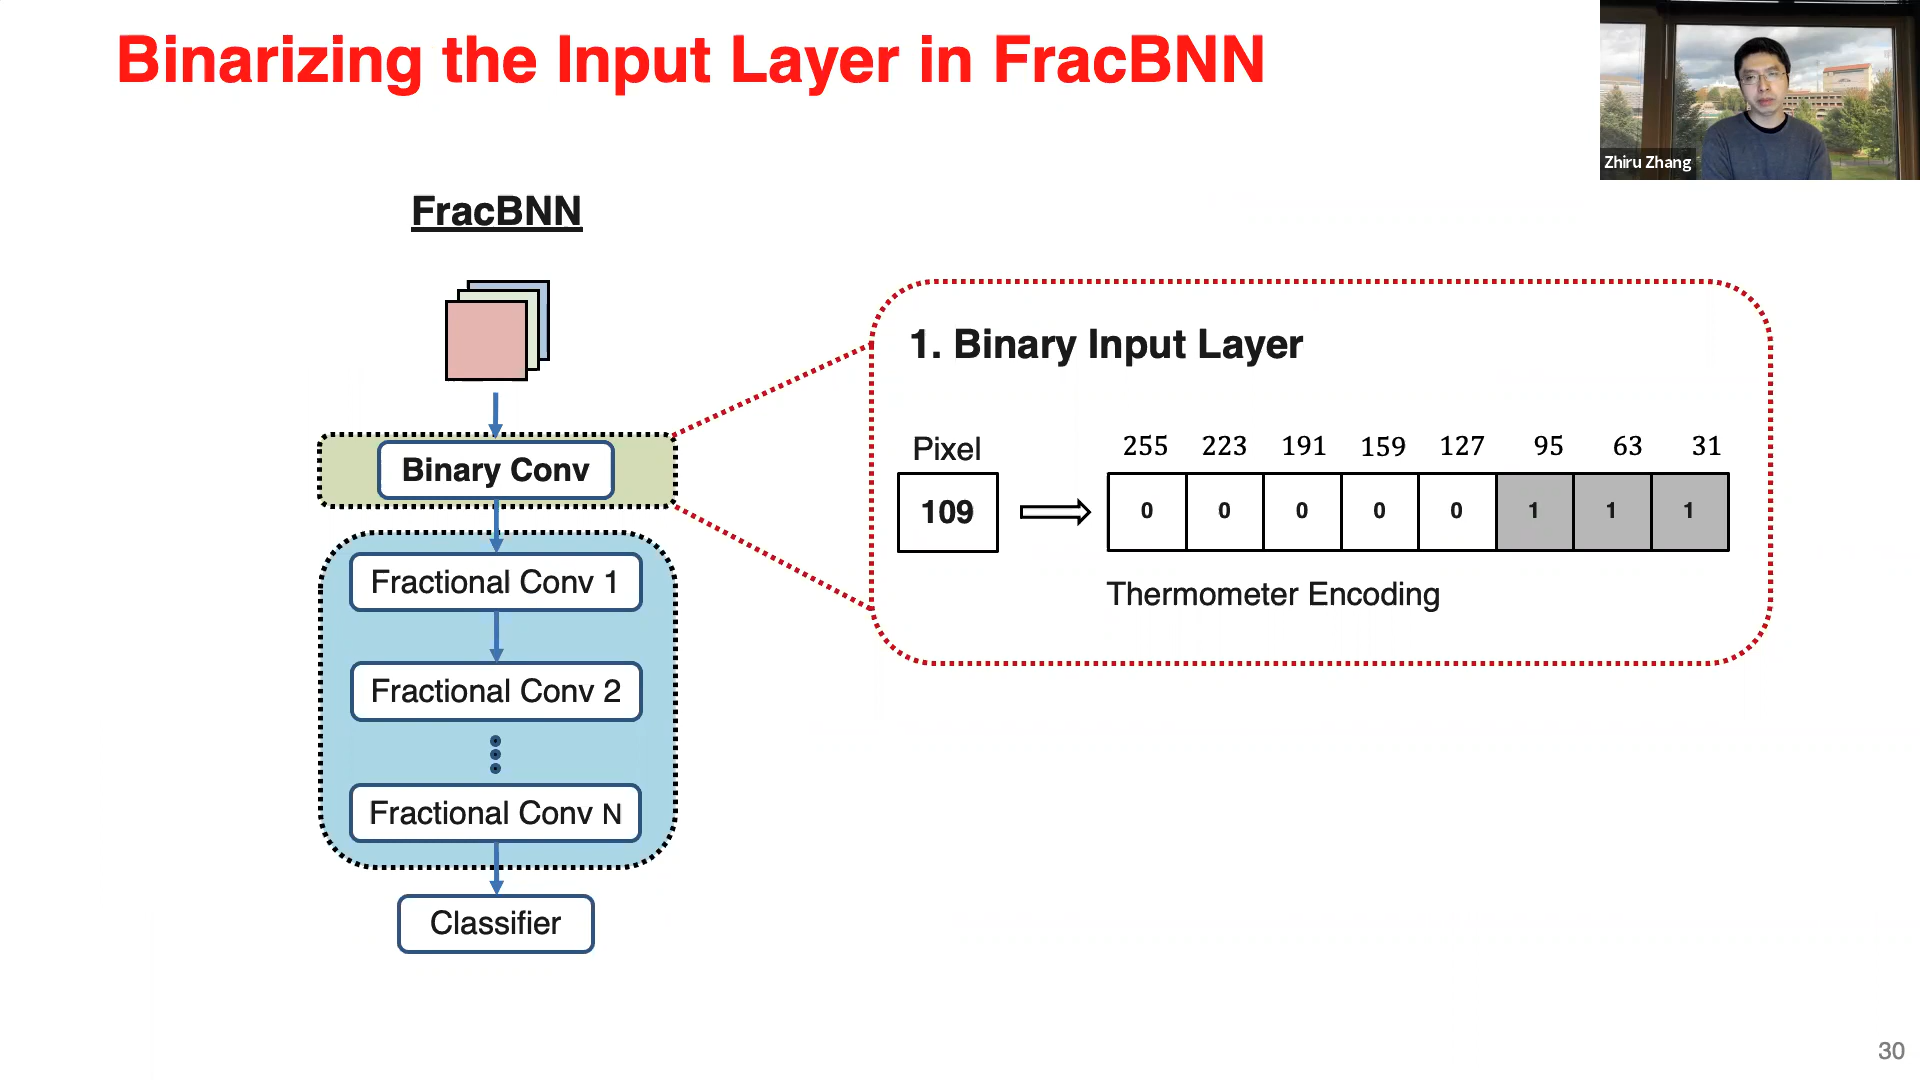 Binarizing the Input Layer in FracBNN
Zhiru Zhang
FracBNN
Binary Conv
Fractional Conv 1
Fractional Conv 2
Fractional Conv N
Classifier
1. Binary Input Layer
Pixel
109
255 223 191 159 127 95 63 31
0 0 0 0 0 1 1 1
Thermometer Encoding
30